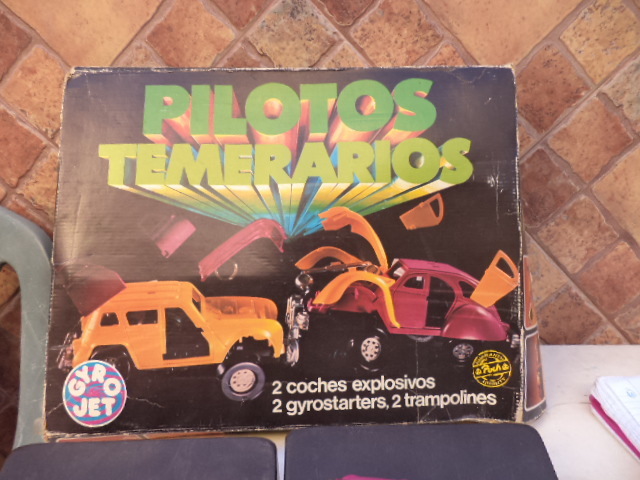 PILOTOS
TEMERARIOS
GYRO
JET
2 coches explosivos
2 gyrostarters, 2 trampolines